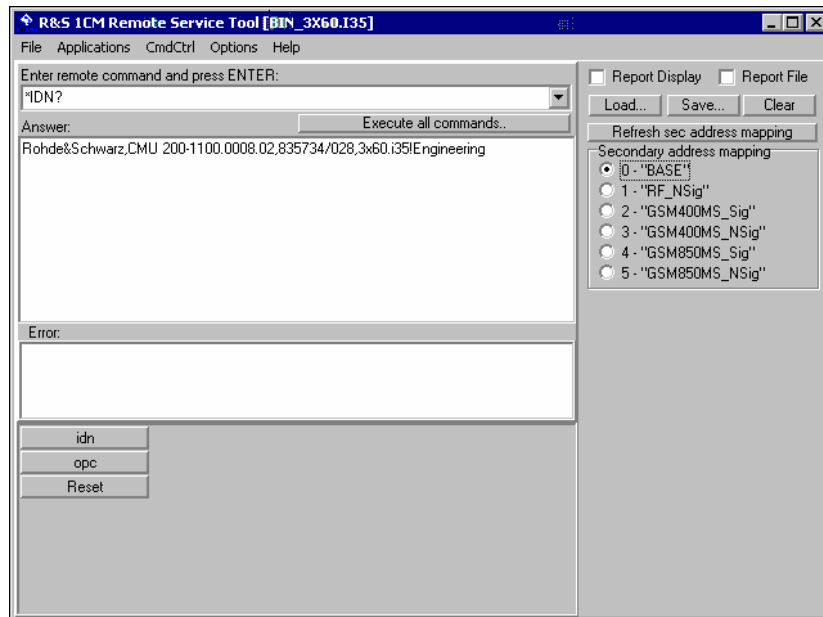 R&S 1CM Remote Service Tool [BIN_3X60.I35]
File Applications CmdCtrl Options Help
Enter remote command and press ENTER:
*IDN?
Answer:
Execute all commands..
Rohde&Schwarz,CMU 200-1100.0008.02,835734/028,3x60.i35!Engineering
Error:
idn
opc
Reset
Report Display
Report File
Load...
Save...
Clear
Refresh sec address mapping
Secondary address mapping
0 - "BASE"
1 - "RF_NSig"
2 - "GSM400MS_Sig"
3 - "GSM400MS_NSig"
4 - "GSM850MS_Sig"
5 - "GSM850MS_NSig"